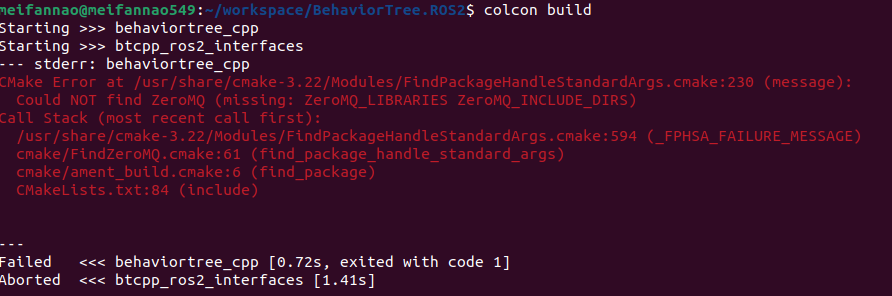 meifannao@meifannao549:~/workspace/BehaviorTree.ROS2$ colcon build
Starting >>> behaviortree_cpp
Starting >>> btcpp_ros2_interfaces
--- stderr: behaviortree_cpp
CMake Error at /usr/share/cmake-3.22/Modules/FindPackageHandleStandardArgs.cmake:230 (message):
  Could NOT find ZeroMQ (missing: ZeroMQ_LIBRARIES ZeroMQ_INCLUDE_DIRS)
Call Stack (most recent call first):
  /usr/share/cmake-3.22/Modules/FindPackageHandleStandardArgs.cmake:594 (_FPHSA_FAILURE_MESSAGE)
  cmake/FindZeroMQ.cmake:61 (find_package_handle_standard_args)
  cmake/ament_build.cmake:6 (find_package)
  CMakeLists.txt:84 (include)
---
Failed   <<< behaviortree_cpp [0.72s, exited with code 1]
Aborted  <<< btcpp_ros2_interfaces [1.41s]